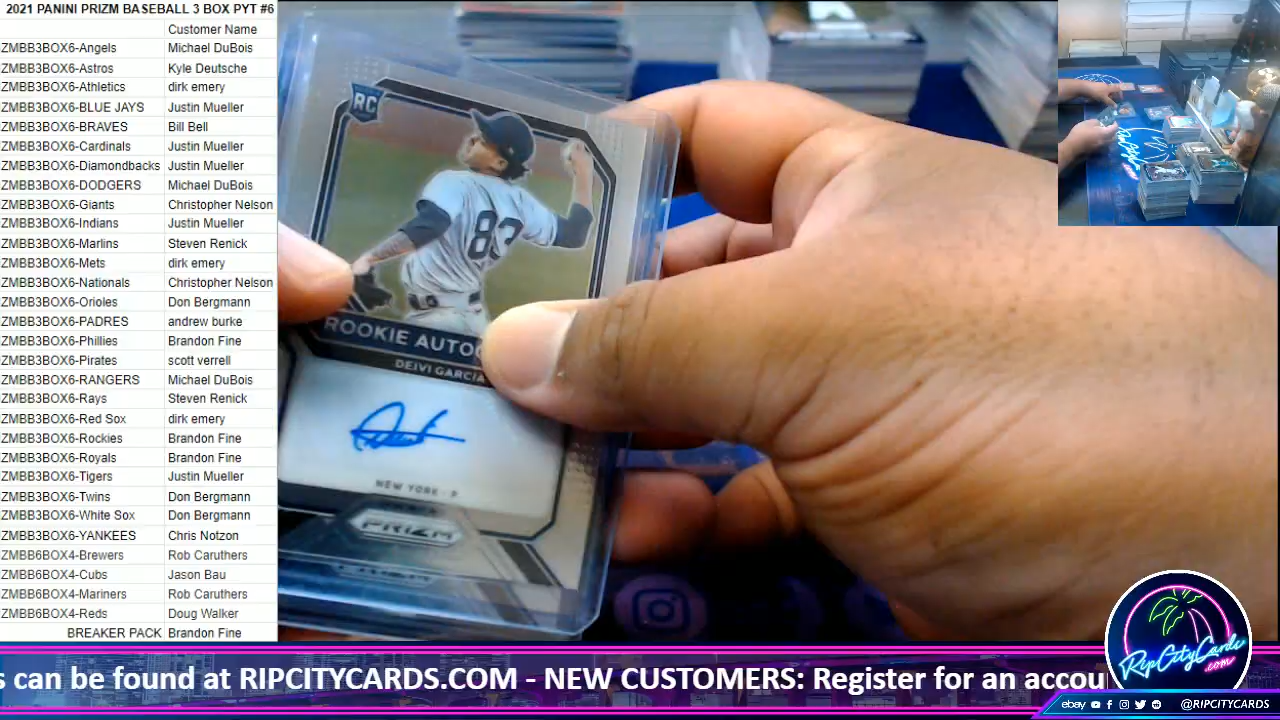 2021 PANINI PRIZM BASEBALL 3 BOX PYT #6
Customer Name
ZMBB3BOX6-Angels Michael DuBois
ZMBB3BOX6-Astros Kyle Deutsche
ZMBB3BOX6-Athletics dirk emery
ZMBB3BOX6-BLUE JAYS Justin Mueller
ZMBB3BOX6-BRAVES Bill Bell
ZMBB3BOX6-Cardinals Justin Mueller
ZMBB3BOX6-Diamondbacks Justin Mueller
ZMBB3BOX6-DODGERS Michael DuBois
ZMBB3BOX6-Giants Christopher Nelson
ZMBB3BOX6-Indians Justin Mueller
ZMBB3BOX6-Marlins Steven Renick
ZMBB3BOX6-Mets dirk emery
ZMBB3BOX6-Nationals Christopher Nelson
ZMBB3BOX6-Orioles Don Bergmann
ZMBB3BOX6-PADRES andrew burke
ZMBB3BOX6-Phillies Brandon Fine
ZMBB3BOX6-Pirates scott verrell
ZMBB3BOX6-RANGERS Michael DuBois
ZMBB3BOX6-Rays Steven Renick
ZMBB3BOX6-Red Sox dirk emery
ZMBB3BOX6-Rockies Brandon Fine
ZMBB3BOX6-Royals Brandon Fine
ZMBB3BOX6-Tigers Justin Mueller
ZMBB3BOX6-Twins Don Bergmann
ZMBB3BOX6-White Sox Don Bergmann
ZMBB3BOX6-YANKEES Chris Notzon
ZMBB6BOX4-Brewers Rob Caruthers
ZMBB6BOX4-Cubs Jason Bau
ZMBB6BOX4-Mariners Rob Caruthers
ZMBB6BOX4-Reds Doug Walker
BREAKER PACK Brandon Fine
RC
83
ROOKIE AUTOG
DEIVI GARCIA
NEW YORK - P
PRIZM
RipCityCards
.com
s can be found at RIPCITYCARDS.COM - NEW CUSTOMERS: Register for an accou
ebay @RIPCITYCARDS